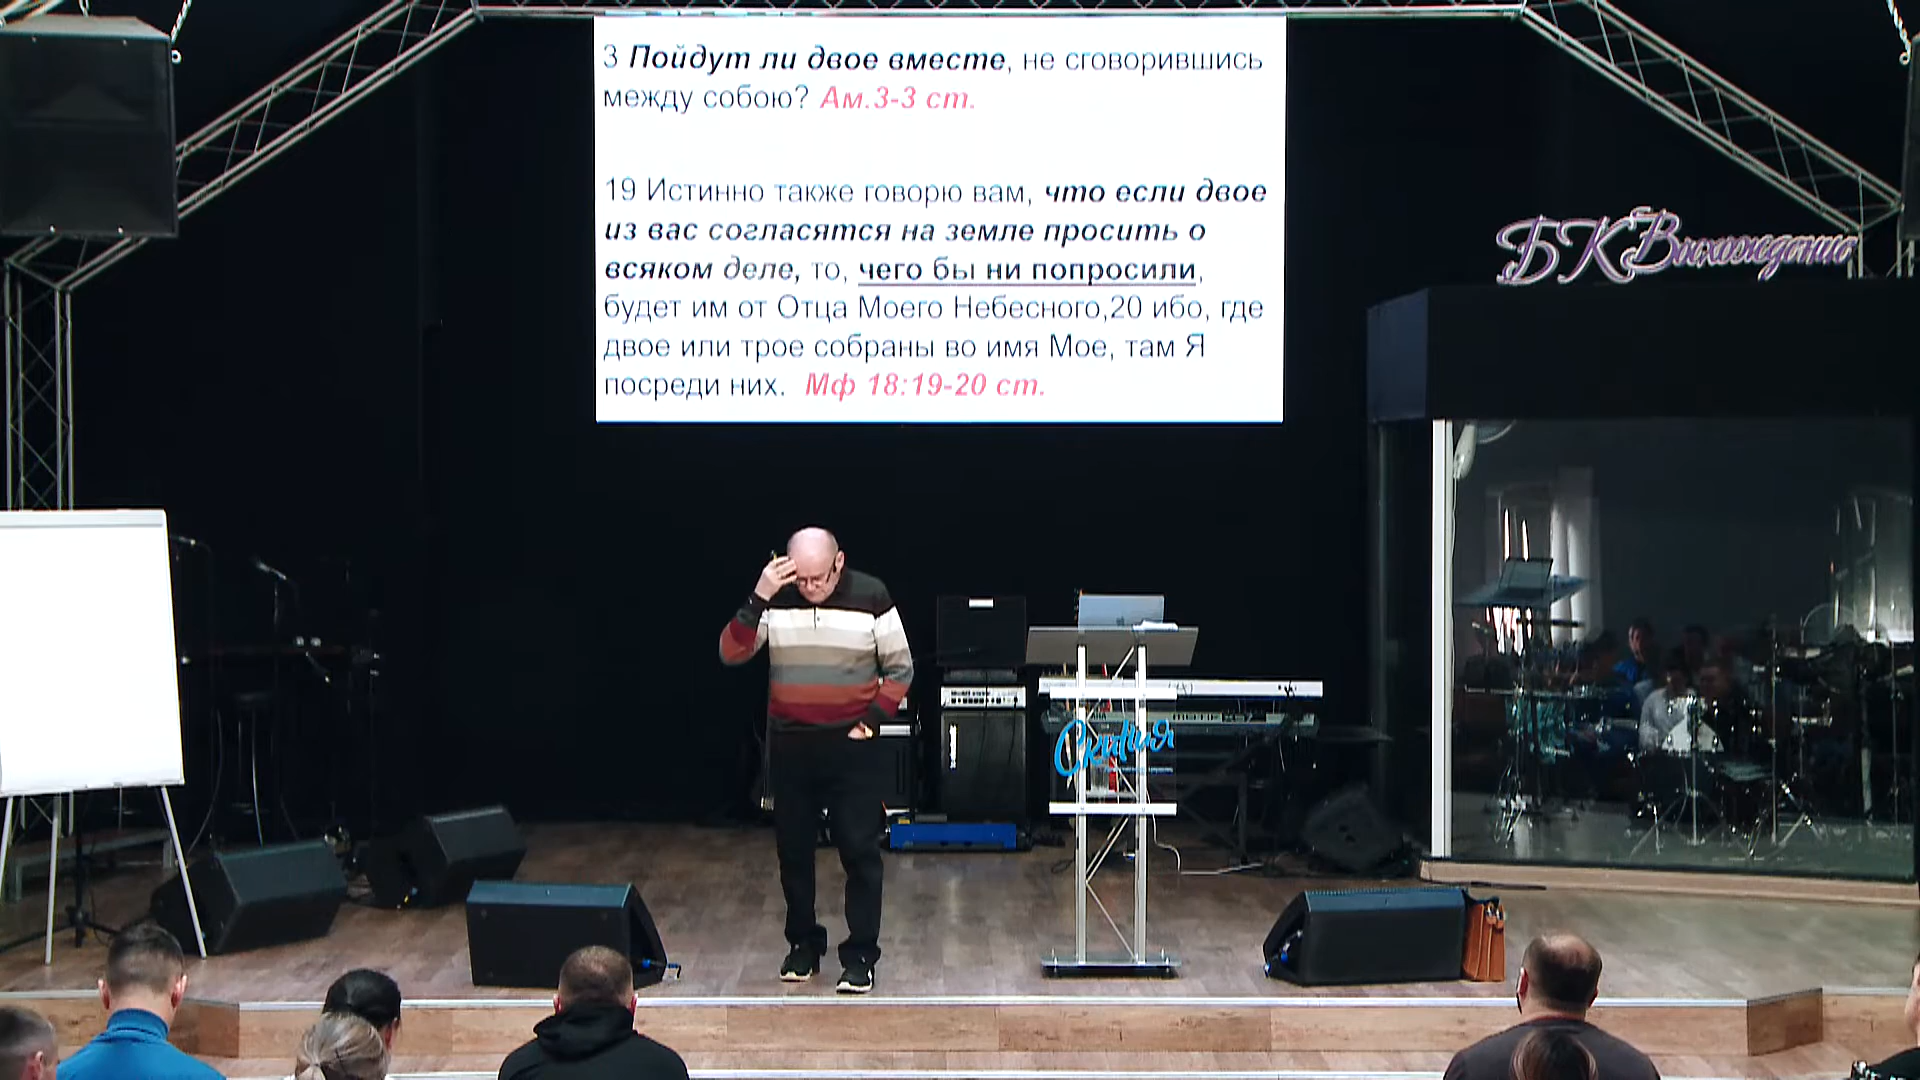 3 Пойдут ли двое вместе, не сговорившись
между собою? Ам.3-3 ст.
19 Истинно также говорю вам, что если двое
из вас согласятся на земле просить о
всяком деле, то, чего бы ни попросили,
будет им от Отца Моего Небесного,20 ибо, где
двое или трое собраны во имя Мое, там Я
посреди них. Мф 18:19-20 ст.
БК Восхождение
Скиния